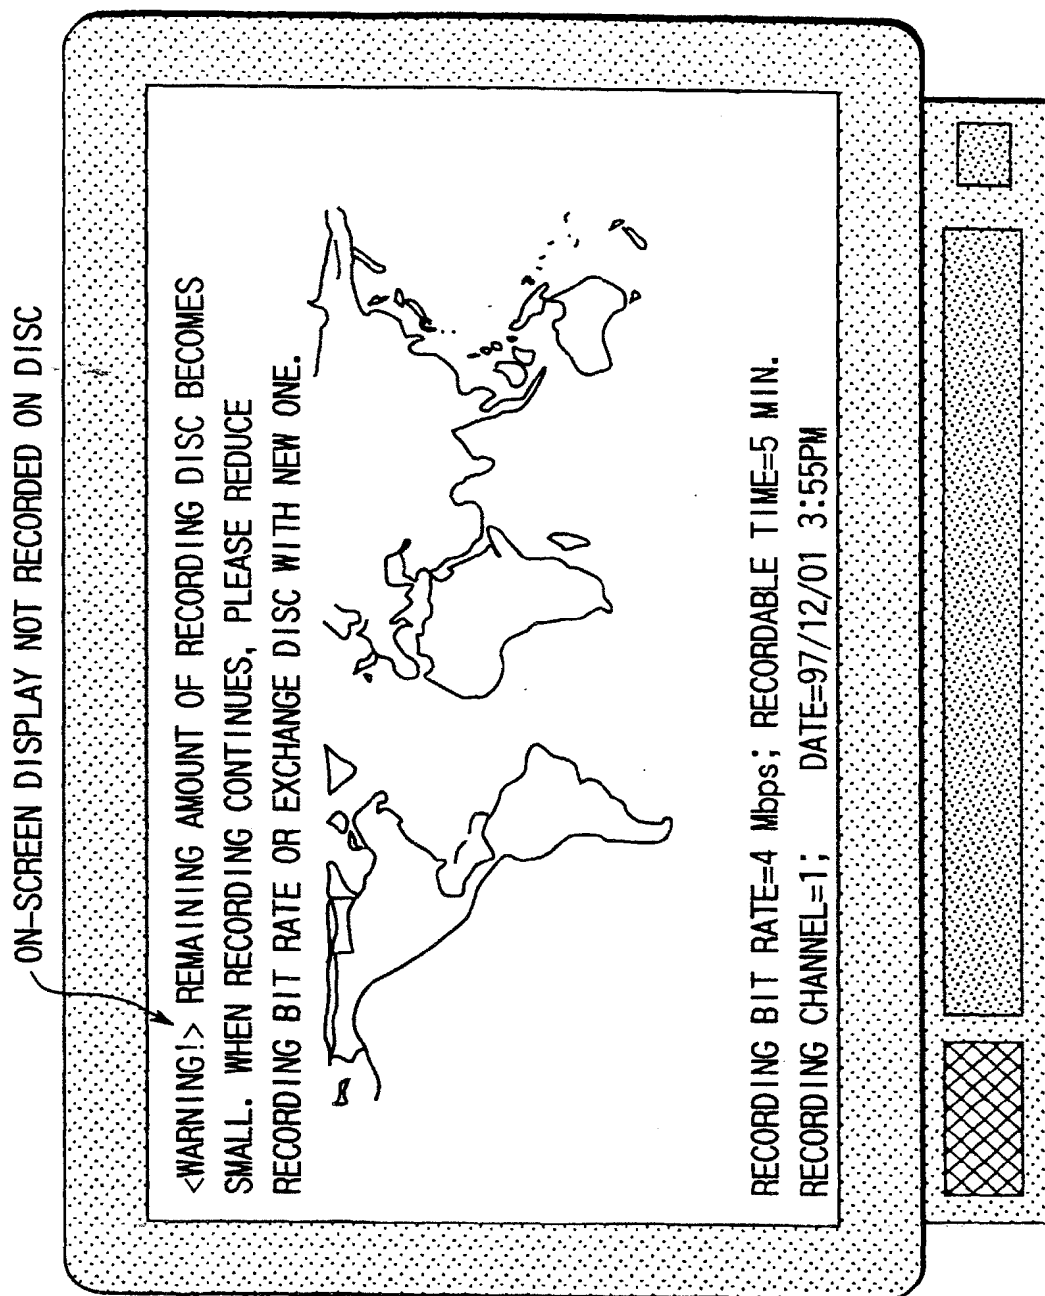 ON-SCREEN DISPLAY NOT RECORDED ON DISC
<WARNING!> REMAINING AMOUNT OF RECORDING DISC BECOMES
SMALL. WHEN RECORDING CONTINUES, PLEASE REDUCE
RECORDING BIT RATE OR EXCHANGE DISC WITH NEW ONE.
RECORDING BIT RATE=4 Mbps; RECORDABLE TIME=5 MIN.
RECORDING CHANNEL=1; DATE=97/12/01 3:55PM